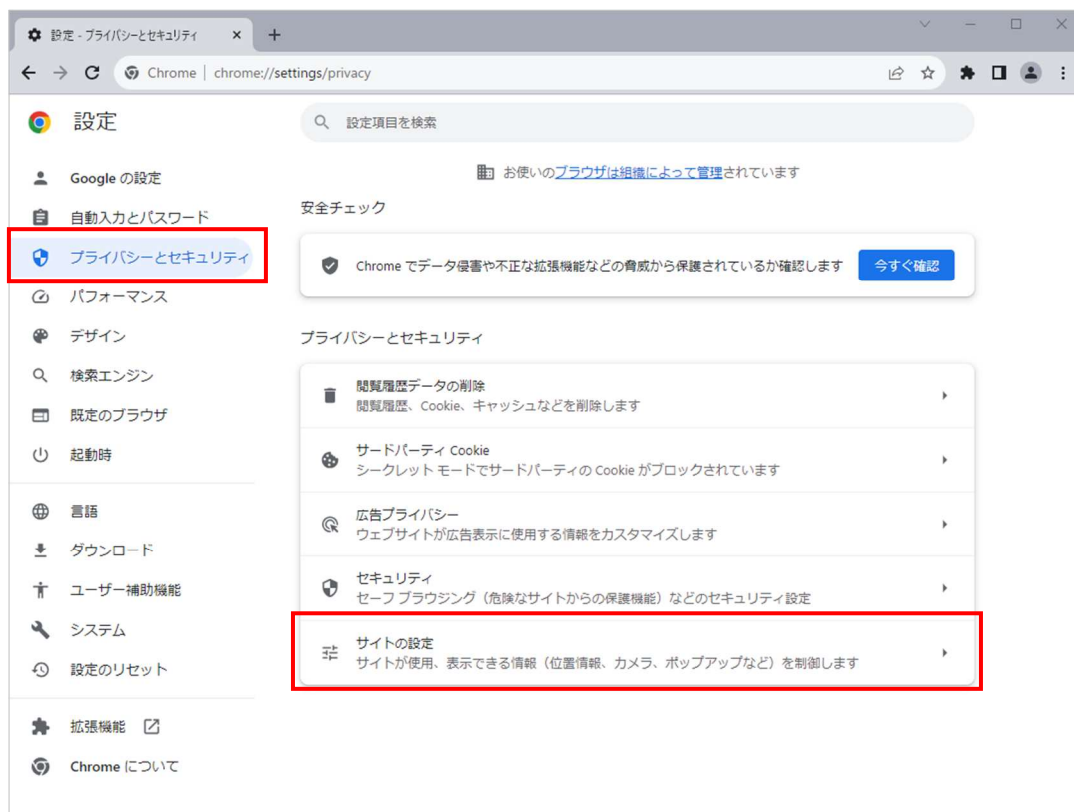 設定 - プライバシーとセキュリティ
Chrome | chrome://settings/privacy
設定
設定項目を検索
Google の設定
自動入力とパスワード
プライバシーとセキュリティ
パフォーマンス
デザイン
検索エンジン
既定のブラウザ
起動時
言語
ダウンロード
ユーザー補助機能
システム
設定のリセット
拡張機能
Chrome について
お使いのブラウザは組織によって管理されています
安全チェック
Chrome でデータ侵害や不正な拡張機能などの脅威から保護されているか確認します
今すぐ確認
プライバシーとセキュリティ
閲覧履歴データの削除
閲覧履歴、Cookie、キャッシュなどを削除します
サードパーティ Cookie
シークレット モードでサードパーティの Cookie がブロックされています
広告プライバシー
ウェブサイトが広告表示に使用する情報をカスタマイズします
セキュリティ
セーフ ブラウジング（危険なサイトからの保護機能）などのセキュリティ設定
サイトの設定
サイトが使用、表示できる情報（位置情報、カメラ、ポップアップなど）を制御します